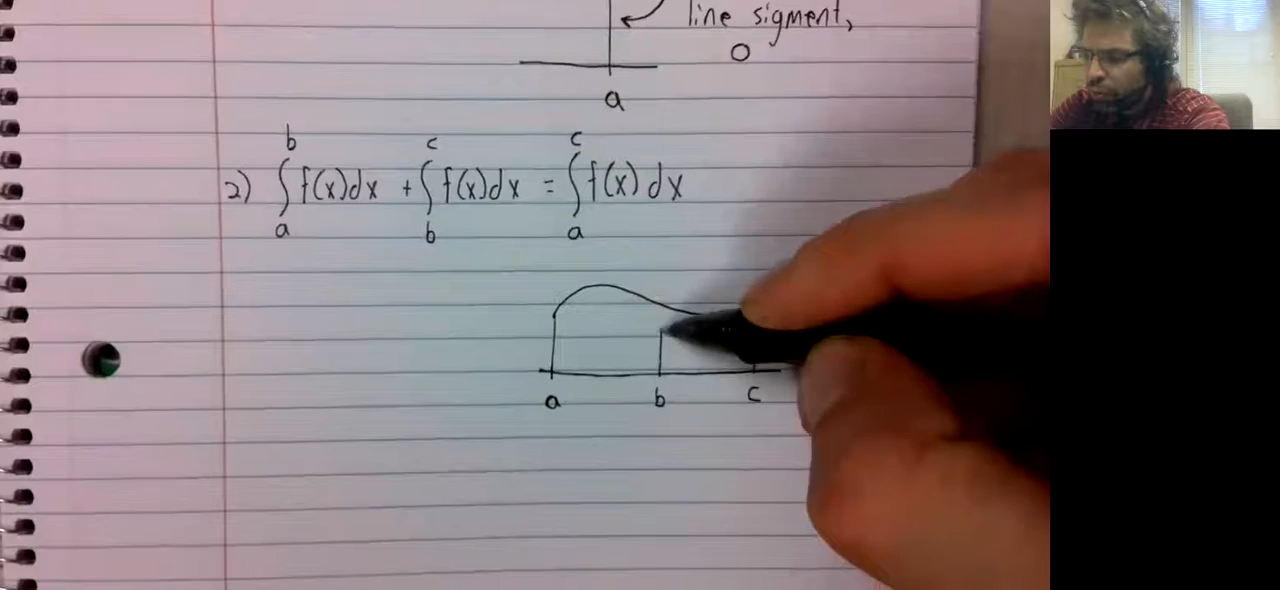 line sigment,
0
a
2) ∫_a^b f(x)dx + ∫_b^c f(x)dx = ∫_a^c f(x) dx
a b c